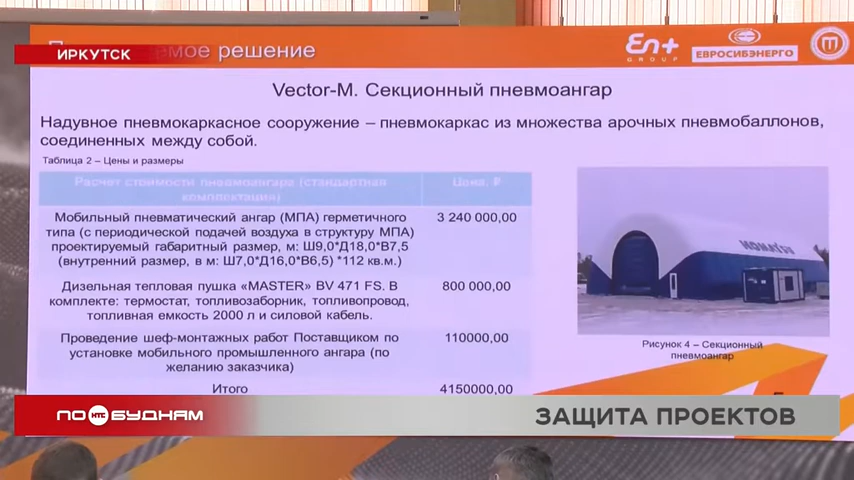 ИРКУТСК
емое решение
En+
GROUP
ЕВРОСИБЭНЕРГО
Vector-M. Секционный пневмоангар
Надувное пневмокаркасное сооружение – пневмокаркас из множества арочных пневмобаллонов,
соединенных между собой.
Таблица 2 – Цены и размеры
Расчет стоимости пневмоангара (стандартная
комплектация)
Цена, ₽
Мобильный пневматический ангар (МПА) герметичного
типа (с периодической подачей воздуха в структуру МПА)
проектируемый габаритный размер, м: Ш9,0*Д18,0*В7,5
(внутренний размер, в м: Ш7,0*Д16,0*В6,5) *112 кв.м.)
3 240 000,00
Дизельная тепловая пушка «MASTER» BV 471 FS. В
комплекте: термостат, топливозаборник, топливопровод,
топливная емкость 2000 л и силовой кабель.
800 000,00
Проведение шеф-монтажных работ Поставщиком по
установке мобильного промышленного ангара (по
желанию заказчика)
110000,00
Итого
4150000,00
KOMATSU
Рисунок 4 – Секционный
пневмоангар
ПО НТС БУДНЯМ
ЗАЩИТА ПРОЕКТОВ